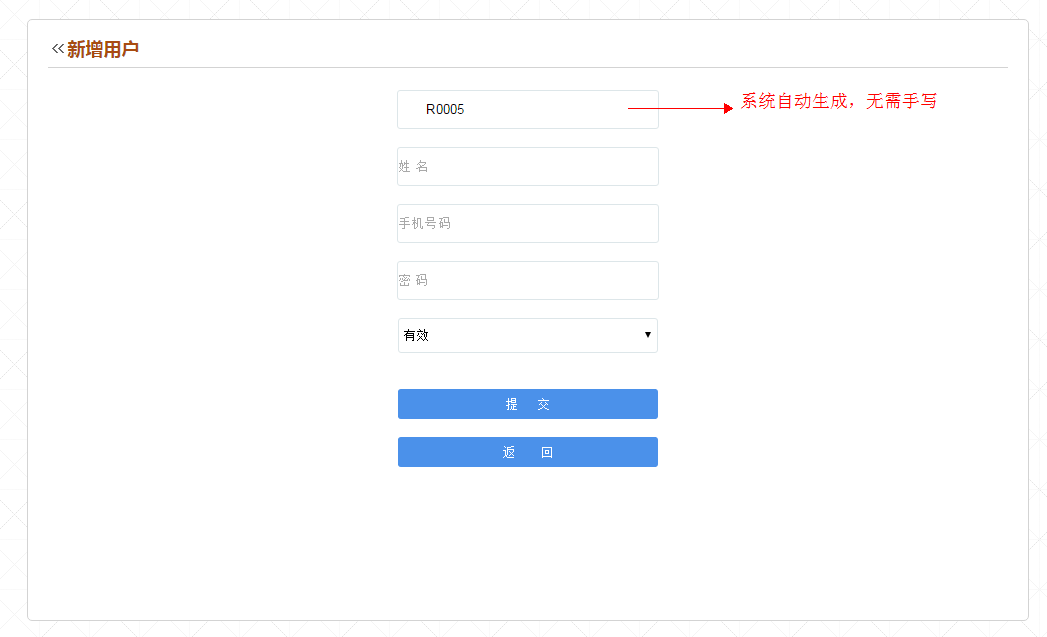 «新增用户
R0005
系统自动生成，无需手写
姓 名
手机号码
密 码
有效
提 交
返 回